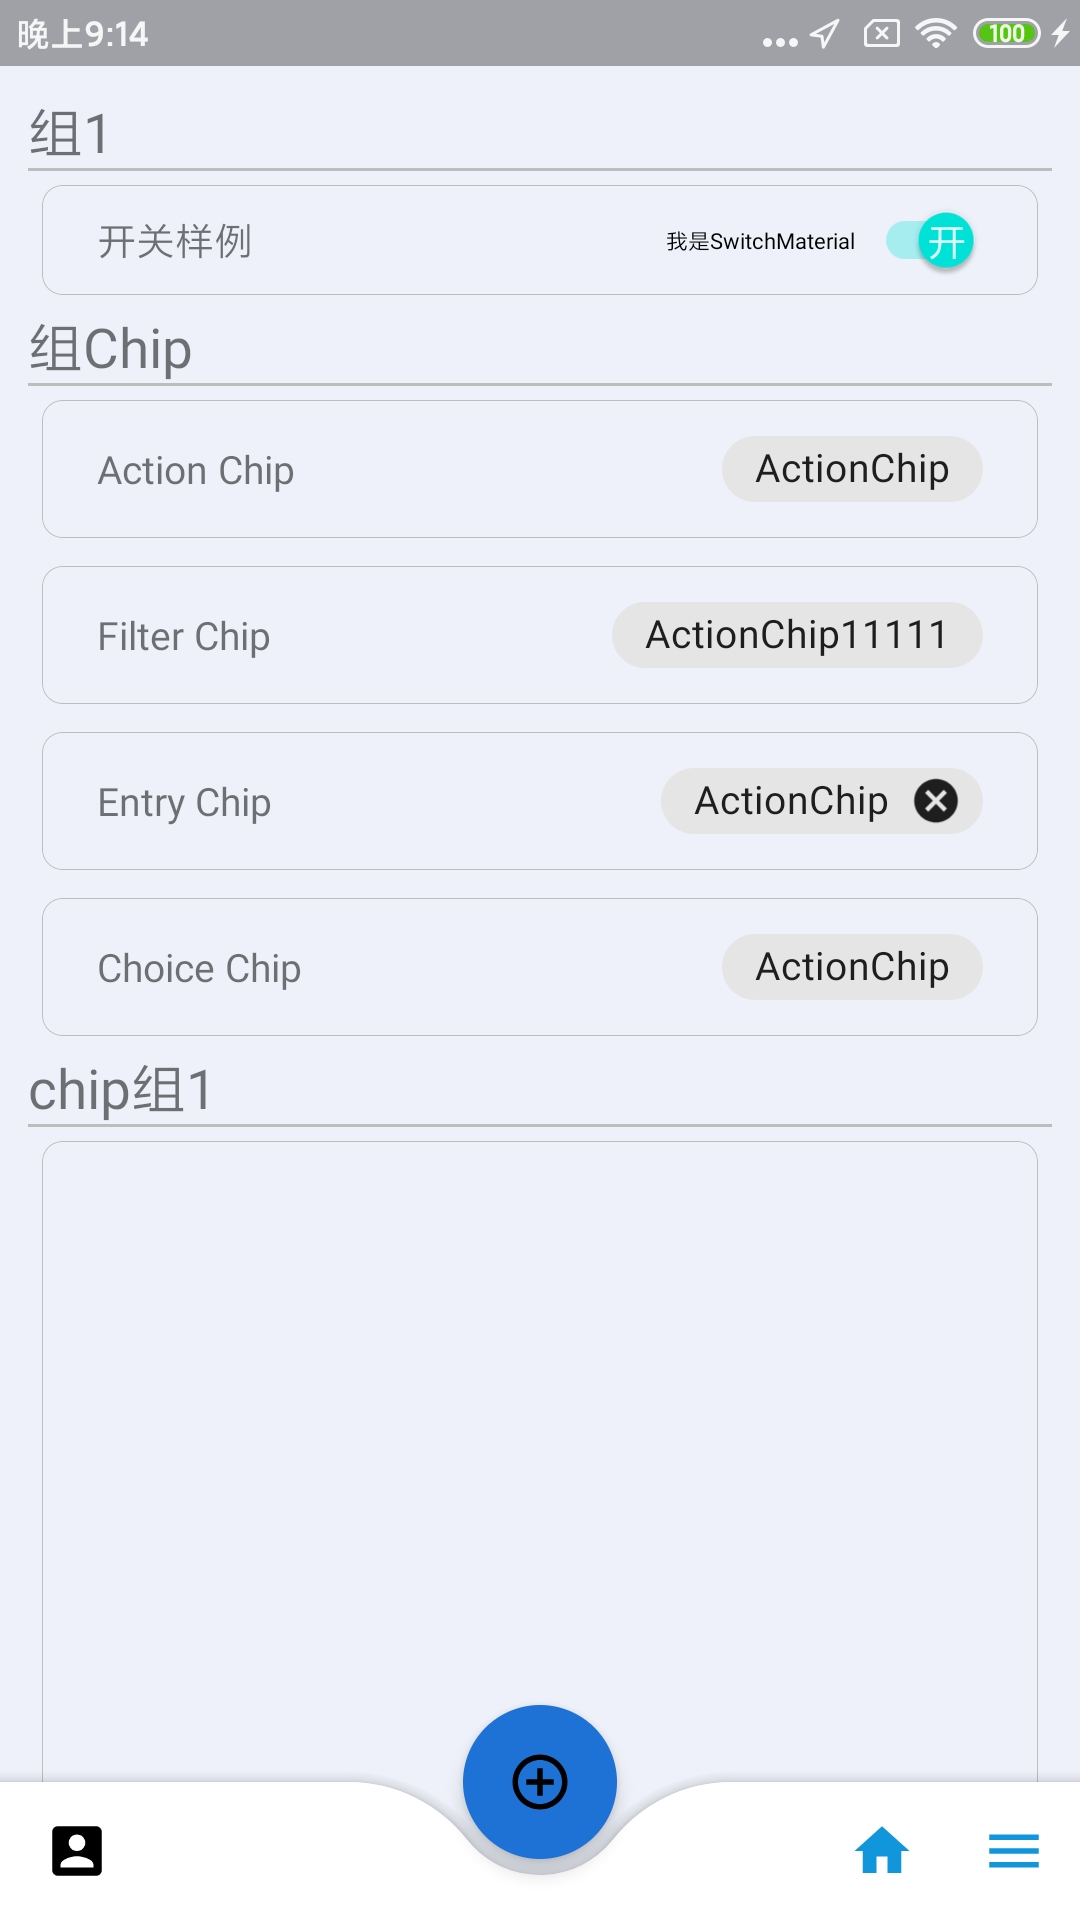 晚上9:14
100
组1
开关样例
我是SwitchMaterial
开
组Chip
Action Chip
ActionChip
Filter Chip
ActionChip11111
Entry Chip
ActionChip
Choice Chip
ActionChip
chip组1